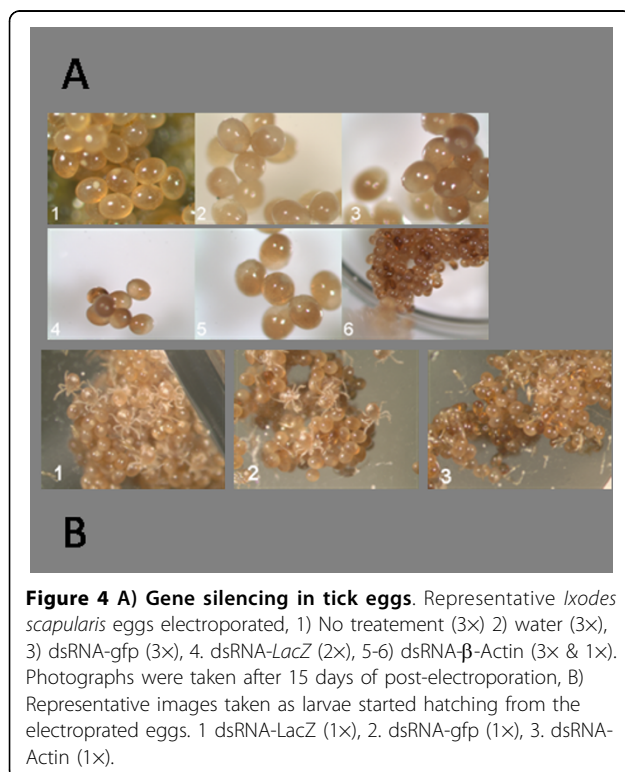 A
1 2 3
4 5 6
1 2 3
B
Figure 4 A) Gene silencing in tick eggs. Representative Ixodes
scapularis eggs electroporated, 1) No treatement (3×) 2) water (3×),
3) dsRNA-gfp (3×), 4. dsRNA-LacZ (2×), 5-6) dsRNA-β-Actin (3× & 1×).
Photographs were taken after 15 days of post-electroporation, B)
Representative images taken as larvae started hatching from the
electroprated eggs. 1 dsRNA-LacZ (1×), 2. dsRNA-gfp (1×), 3. dsRNA-
Actin (1×).